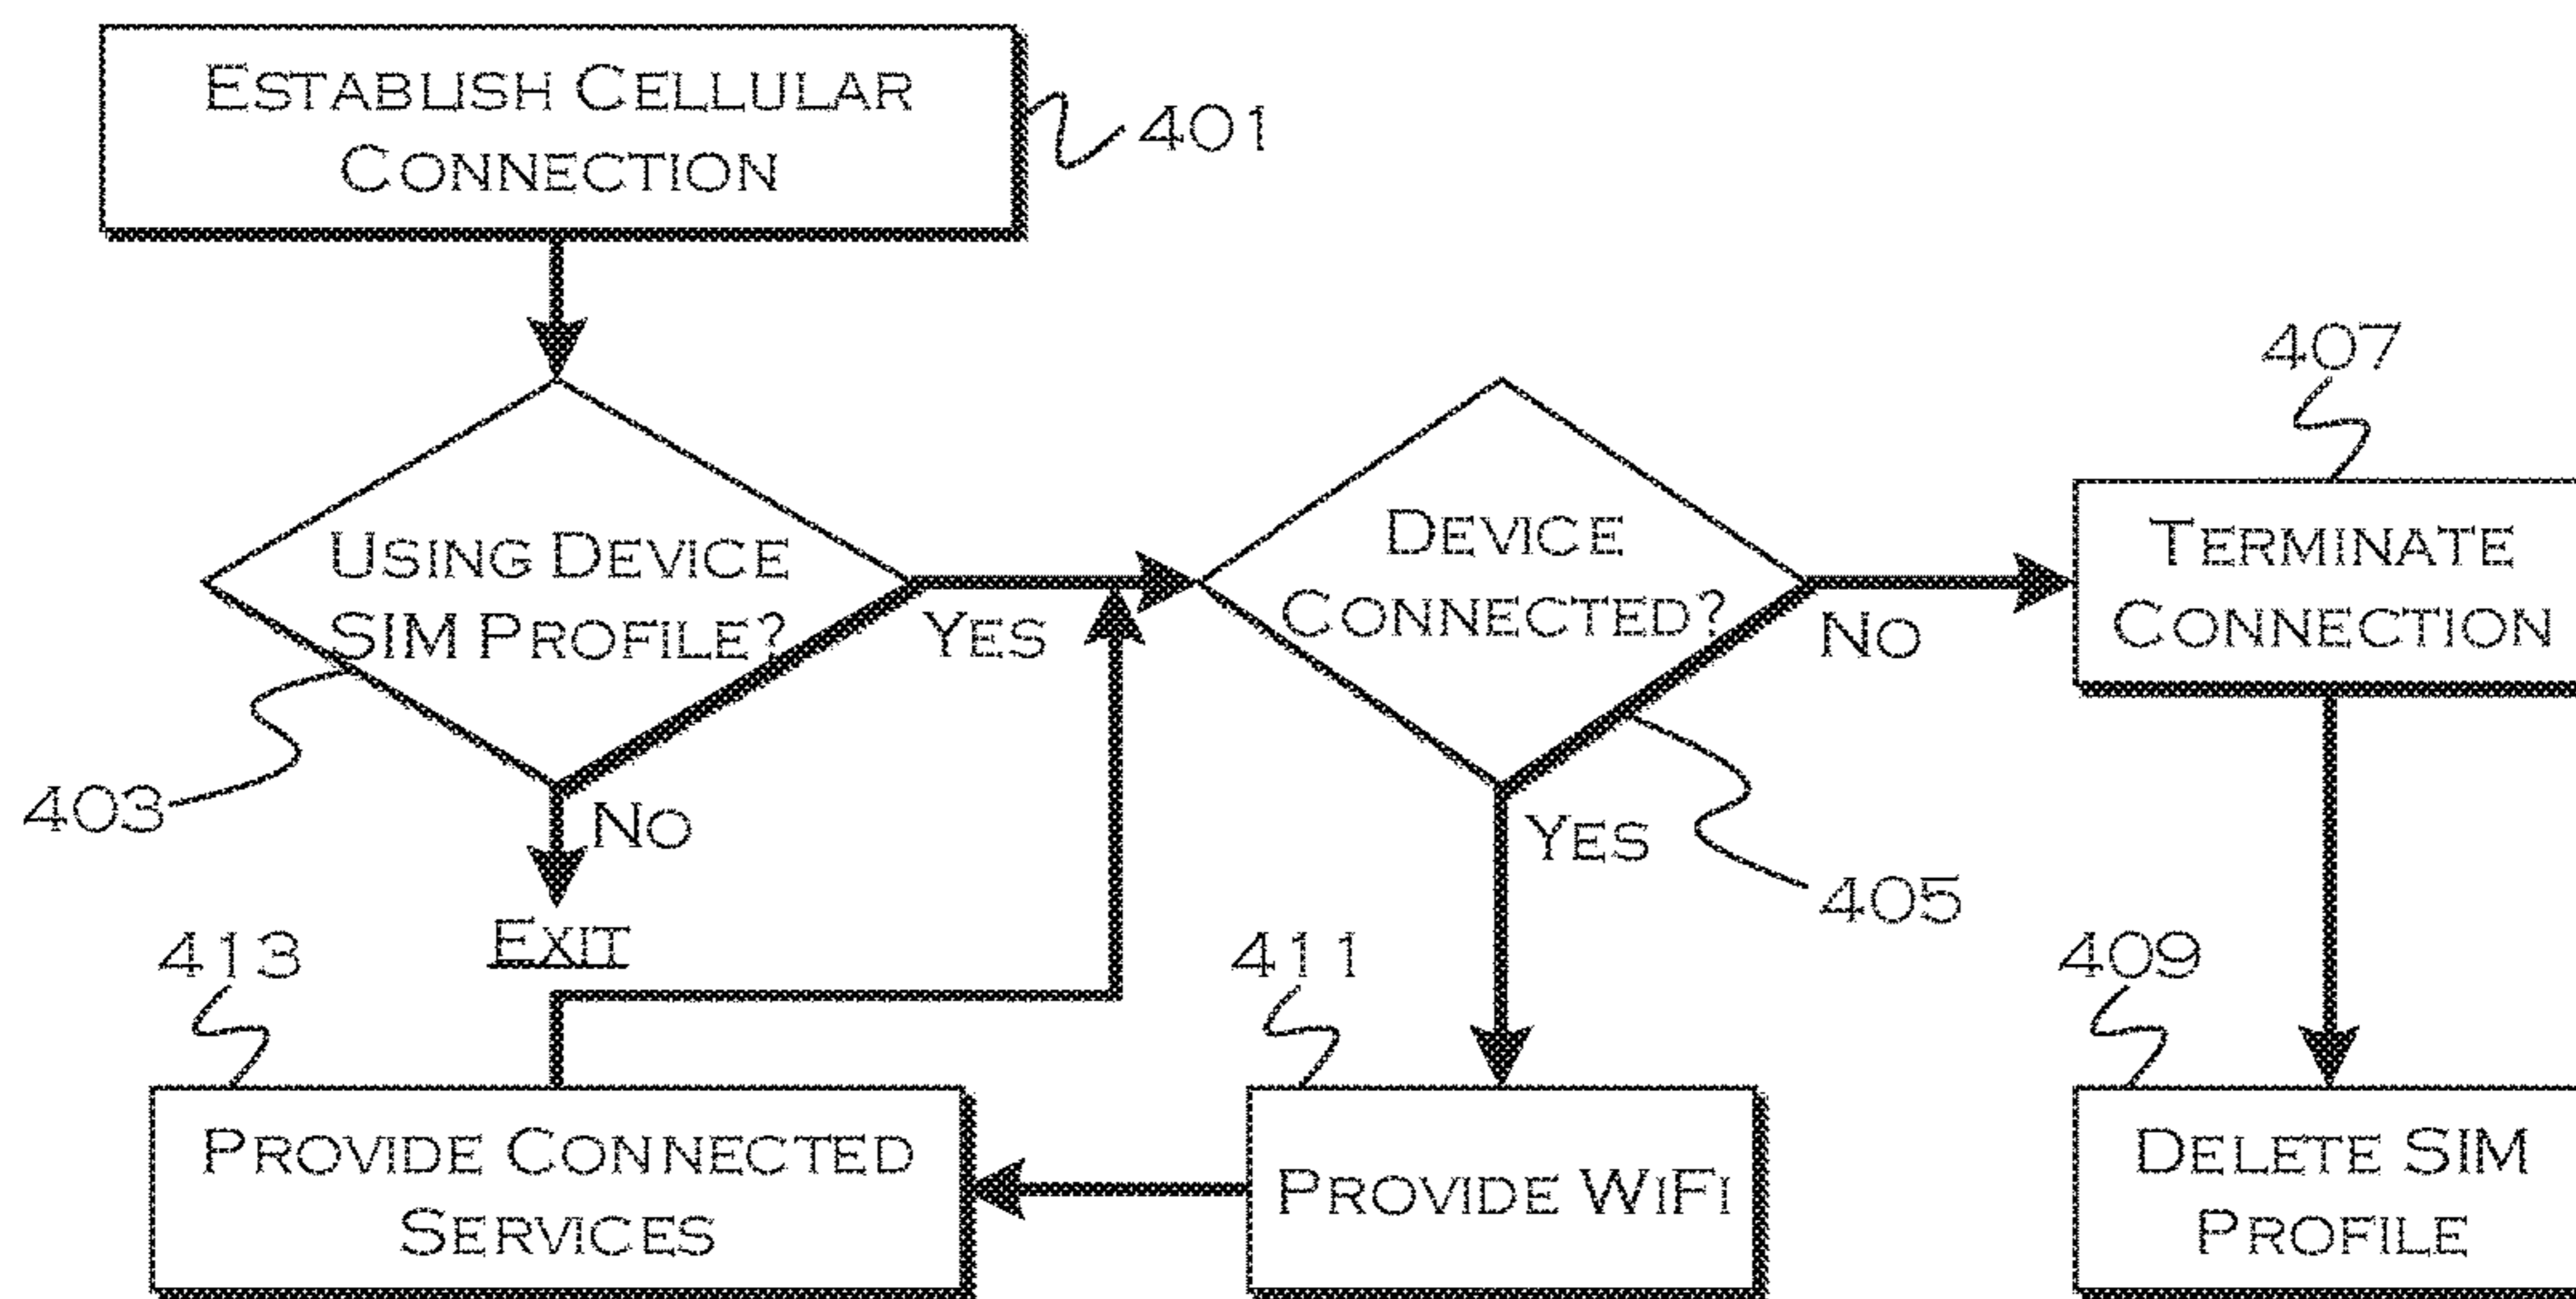 ESTABLISH CELLULAR
CONNECTION
401
USING DEVICE
SIM PROFILE?
403
YES
NO
EXIT
DEVICE
CONNECTED?
405
NO
YES
407
TERMINATE
CONNECTION
409
DELETE SIM
PROFILE
411
PROVIDE WIFI
413
PROVIDE CONNECTED
SERVICES